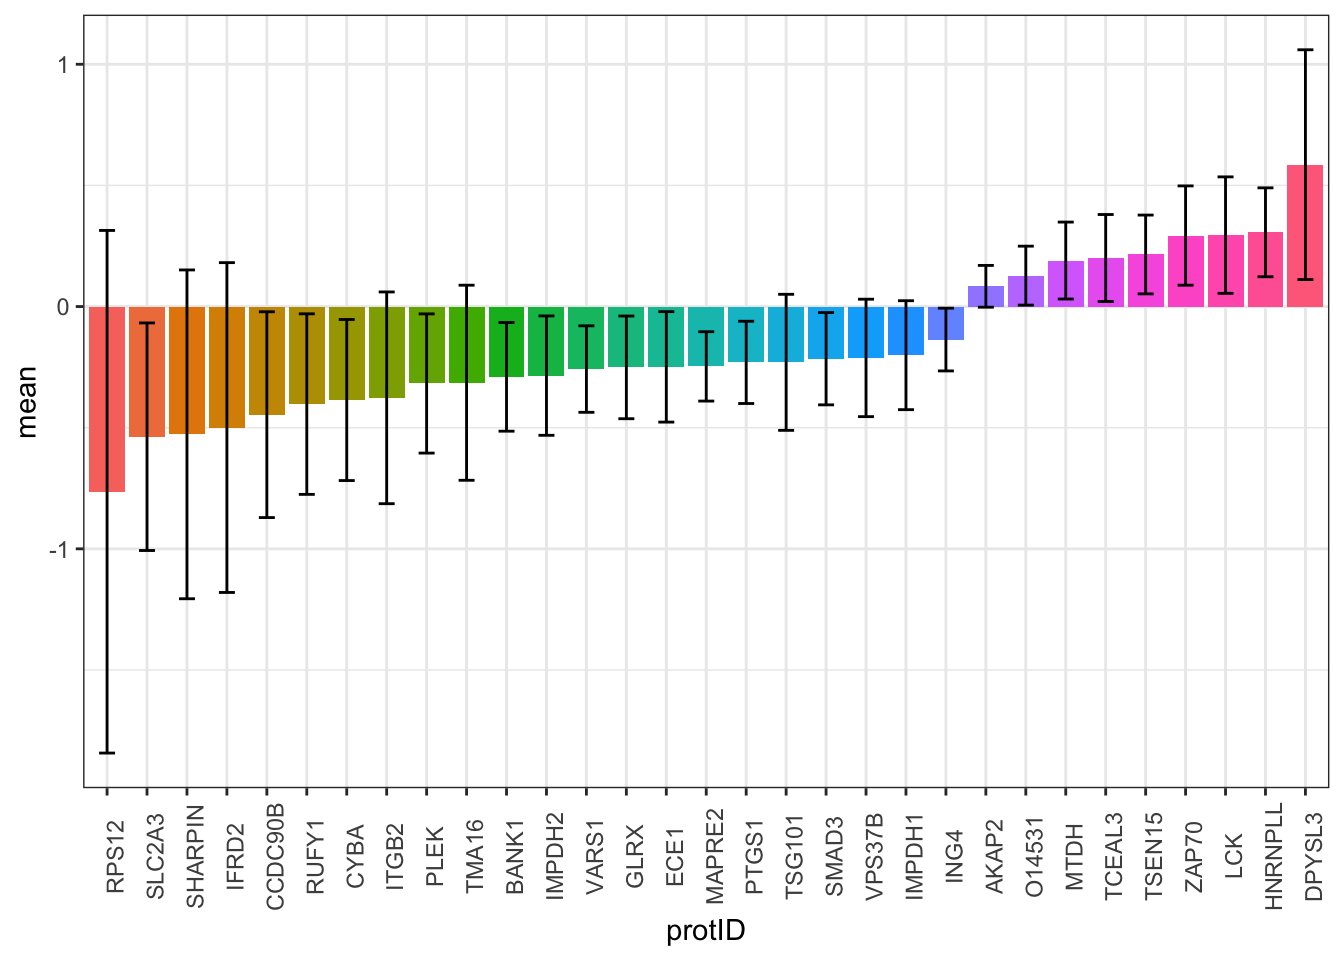 1
0
-1
mean
RPS12
SLC2A3
SHARPIN
IFRD2
CCDC90B
RUFY1
CYBA
ITGB2
PLEK
TMA16
BANK1
IMPDH2
VARS1
GLRX
ECE1
MAPRE2
PTGS1
TSG101
SMAD3
VPS37B
IMPDH1
ING4
AKAP2
O14531
MTDH
TCEAL3
TSEN15
ZAP70
LCK
HNRNPLL
DPYSL3
protID